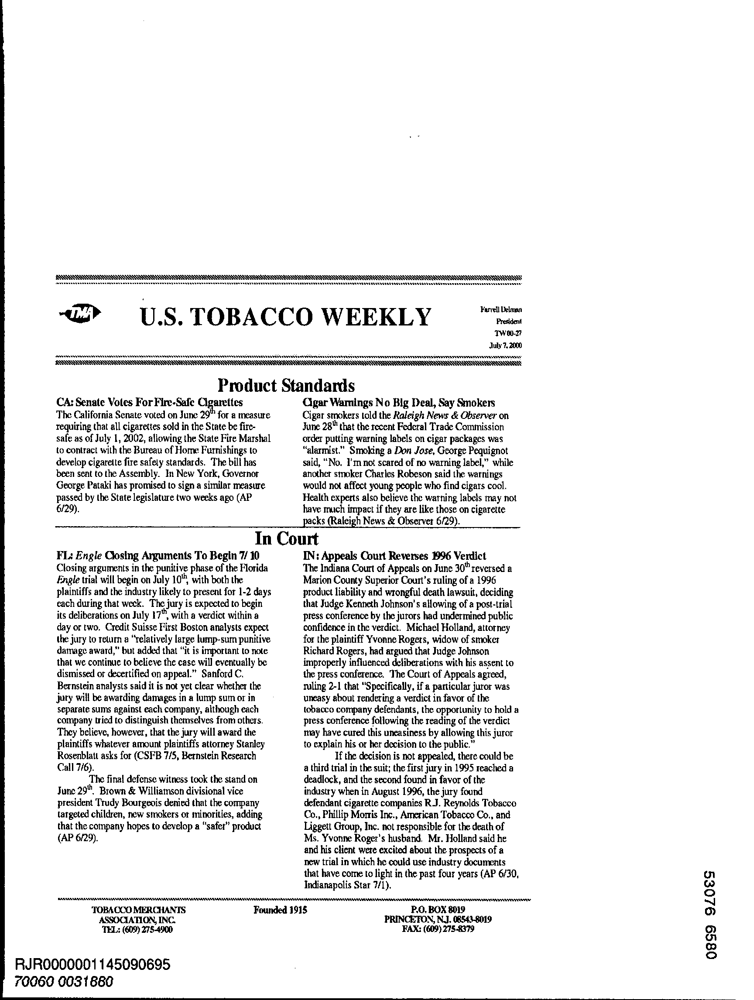 TMA
U.S. TOBACCO WEEKLY
Farrell Delman
President
TW 00-27
July 7, 2000
Product Standards
CA: Senate Votes For Fire-Safe Cigarettes
The California Senate voted on June 29th for a measure
requiring that all cigarettes sold in the State be fire-
safe as of July 1, 2002, allowing the State Fire Marshal
to contract with the Bureau of Home Furnishings to
develop cigarette fire safety standards. The bill has
been sent to the Assembly. In New York, Governor
George Pataki has promised to sign a similar measure
passed by the State legislature two weeks ago (AP
6/29).
Cigar Warnings No Big Deal, Say Smokers
Cigar smokers told the Raleigh News & Observer on
June 28th that the recent Federal Trade Commission
order putting warning labels on cigar packages was
"alarmist." Smoking a Don Jose, George Pequignot
said, "No. I'm not scared of no warning label," while
another smoker Charles Robeson said the warnings
would not affect young people who find cigars cool.
Health experts also believe the warning labels may not
have much impact if they are like those on cigarette
packs (Raleigh News & Observer 6/29).
In Court
FL: Engle Closing Arguments To Begin 7/ 10
Closing arguments in the punitive phase of the Florida
Engle trial will begin on July 10th, with both the
plaintiffs and the industry likely to present for 1-2 days
each during that week. The jury is expected to begin
its deliberations on July 17th, with a verdict within a
day or two. Credit Suisse First Boston analysts expect
the jury to return a "relatively large lump-sum punitive
damage award," but added that "it is important to note
that we continue to believe the case will eventually be
dismissed or decertified on appeal." Sanford C.
Bernstein analysts said it is not yet clear whether the
jury will be awarding damages in a lump sum or in
separate sums against each company, although each
company tried to distinguish themselves from others.
They believe, however, that the jury will award the
plaintiffs whatever amount plaintiffs attorney Stanley
Rosenblatt asks for (CSFB 7/5, Bernstein Research
Call 7/6).
The final defense witness took the stand on
June 29th. Brown & Williamson divisional vice
president Trudy Bourgeois denied that the company
targeted children, new smokers or minorities, adding
that the company hopes to develop a "safer" product
(AP 6/29).
IN: Appeals Court Reverses 1996 Verdict
The Indiana Court of Appeals on June 30th reversed a
Marion County Superior Court's ruling of a 1996
product liability and wrongful death lawsuit, deciding
that Judge Kenneth Johnson's allowing of a post-trial
press conference by the jurors had undermined public
confidence in the verdict. Michael Holland, attorney
for the plaintiff Yvonne Rogers, widow of smoker
Richard Rogers, had argued that Judge Johnson
improperly influenced deliberations with his assent to
the press conference. The Court of Appeals agreed,
ruling 2-1 that "Specifically, if a particular juror was
uneasy about rendering a verdict in favor of the
tobacco company defendants, the opportunity to hold a
press conference following the reading of the verdict
may have cured this uneasiness by allowing this juror
to explain his or her decision to the public."
If the decision is not appealed, there could be
a third trial in the suit; the first jury in 1995 reached a
deadlock, and the second found in favor of the
industry when in August 1996, the jury found
defendant cigarette companies R.J. Reynolds Tobacco
Co., Phillip Morris Inc., American Tobacco Co., and
Liggett Group, Inc. not responsible for the death of
Ms. Yvonne Roger's husband. Mr. Holland said he
and his client were excited about the prospects of a
new trial in which he could use industry documents
that have come to light in the past four years (AP 6/30,
Indianapolis Star 7/1).
TOBACCO MERCHANTS
ASSOCIATION, INC.
TEL: (609) 275-4900
Founded 1915
P.O. BOX 8019
PRINCETON, N.J. 08543-8019
FAX: (609) 275-8379
53076 6580
RJR0000001145090695
70060 0031880